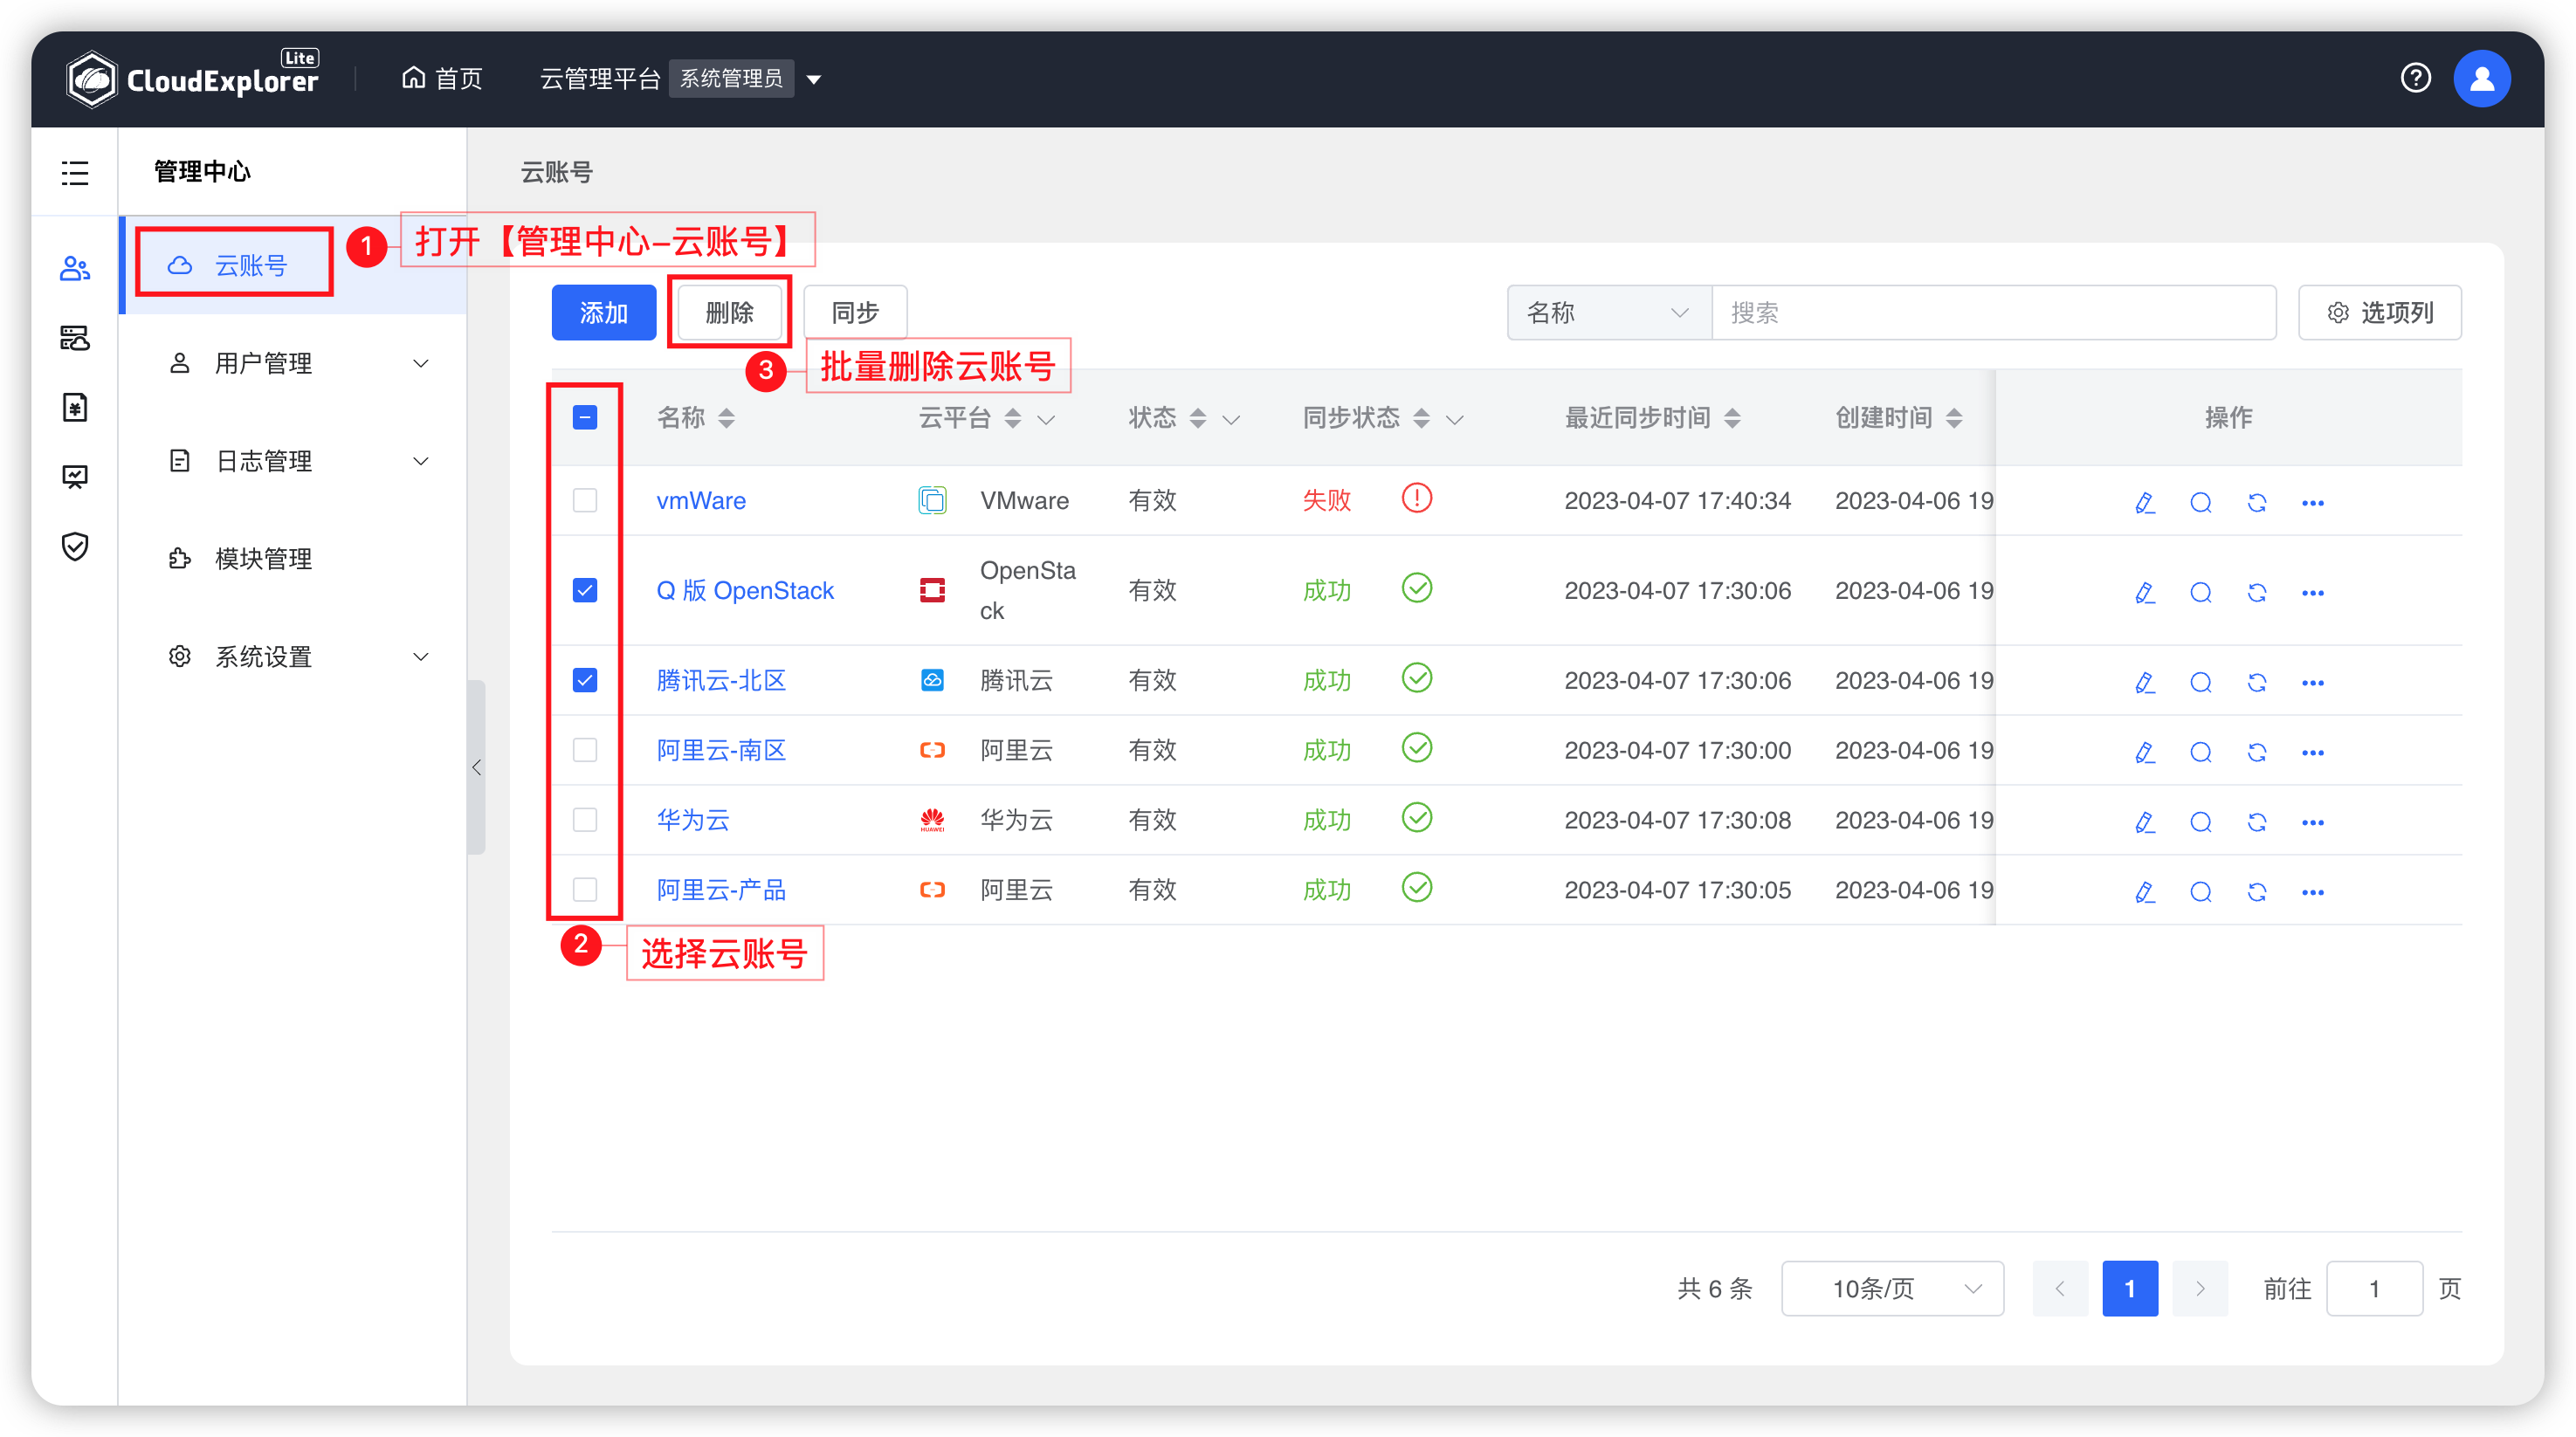 CloudExplorer Lite
首页
云管理平台 系统管理员
管理中心
云账号
云账号
1 打开【管理中心-云账号】
用户管理
日志管理
模块管理
系统设置
添加 删除 同步
名称 搜索 选项列
3 批量删除云账号
名称 云平台 状态 同步状态 最近同步时间 创建时间 操作
vmWare VMware 有效 失败 2023-04-07 17:40:34 2023-04-06 19
Q 版 OpenStack OpenSta
ck 有效 成功 2023-04-07 17:30:06 2023-04-06 19
腾讯云-北区 腾讯云 有效 成功 2023-04-07 17:30:06 2023-04-06 19
阿里云-南区 阿里云 有效 成功 2023-04-07 17:30:00 2023-04-06 19
华为云 HUAWEI 华为云 有效 成功 2023-04-07 17:30:08 2023-04-06 19
阿里云-产品 阿里云 有效 成功 2023-04-07 17:30:05 2023-04-06 19
2 选择云账号
共 6 条 10条/页 1 前往 1 页